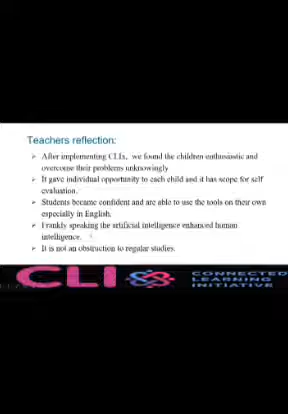 Teachers reflection:
➢ After implementing CLIx, we found the children enthusiastic and
overcome their problems unknowingly
➢ It gave individual opportunity to each child and it has scope for self
evaluation.
➢ Students became confident and are able to use the tools on their own
especially in English.
➢ Frankly speaking the artificial intelligence enhanced human
intelligence.
➢ It is not an obstruction to regular studies.
CLI
CONNECTED
LEARNING
INITIATIVE